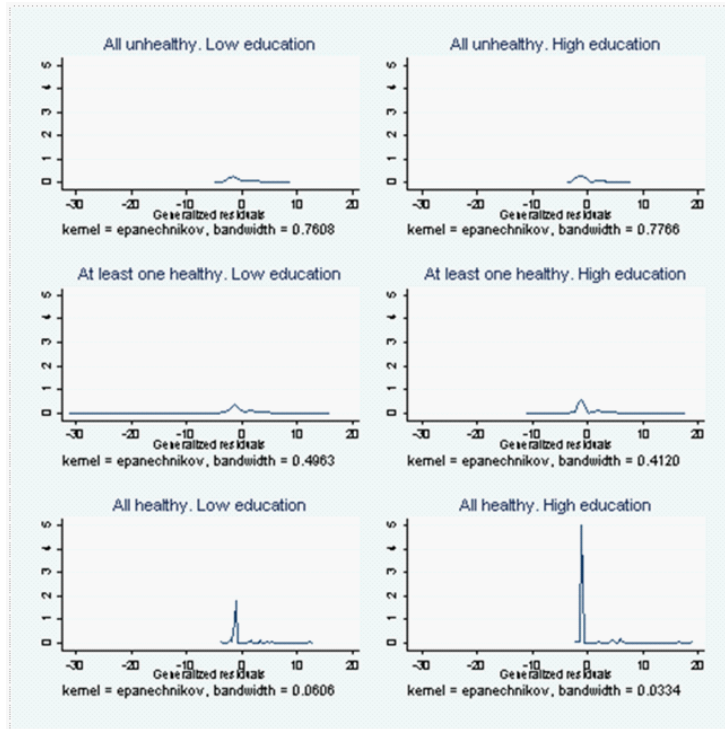 All unhealthy. Low education
5
4
3
2
1
0
-30 -20 -10 0 10 20
Generalized residuals
kernel = epanechnikov, bandwidth = 0.7608
All unhealthy. High education
5
4
3
2
1
0
-30 -20 -10 0 10 20
Generalized residuals
kernel = epanechnikov, bandwidth = 0.7766
At least one healthy. Low education
5
4
3
2
1
0
-30 -20 -10 0 10 20
Generalized residuals
kernel = epanechnikov, bandwidth = 0.4963
At least one healthy. High education
5
4
3
2
1
0
-30 -20 -10 0 10 20
Generalized residuals
kernel = epanechnikov, bandwidth = 0.4120
All healthy. Low education
5
4
3
2
1
0
-30 -20 -10 0 10 20
Generalized residuals
kernel = epanechnikov, bandwidth = 0.0606
All healthy. High education
5
4
3
2
1
0
-30 -20 -10 0 10 20
Generalized residuals
kernel = epanechnikov, bandwidth = 0.0334